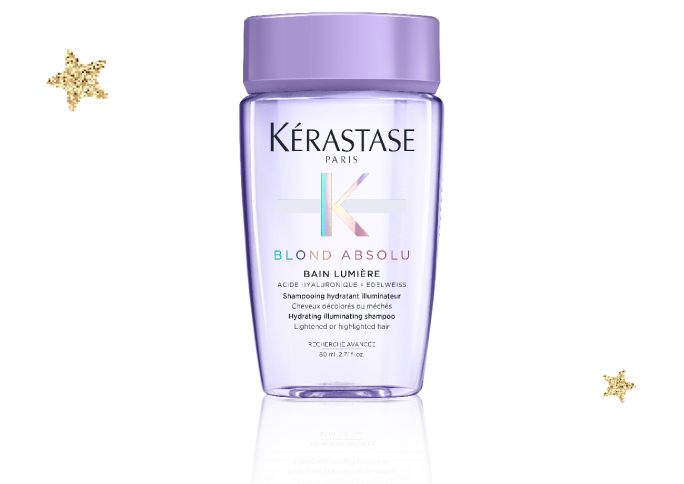 KÉRASTASE
PARIS
K
BLOND ABSOLU
BAIN LUMIÈRE
ACIDE HYALURONIQUE + EDELWEISS
Shampooing hydratant illuminateur
Cheveux décolorés ou méchés
Hydrating illuminating shampoo
Lightened or highlighted hair
RECHERCHE AVANCÉE
80 ml 2.71 fl. oz.